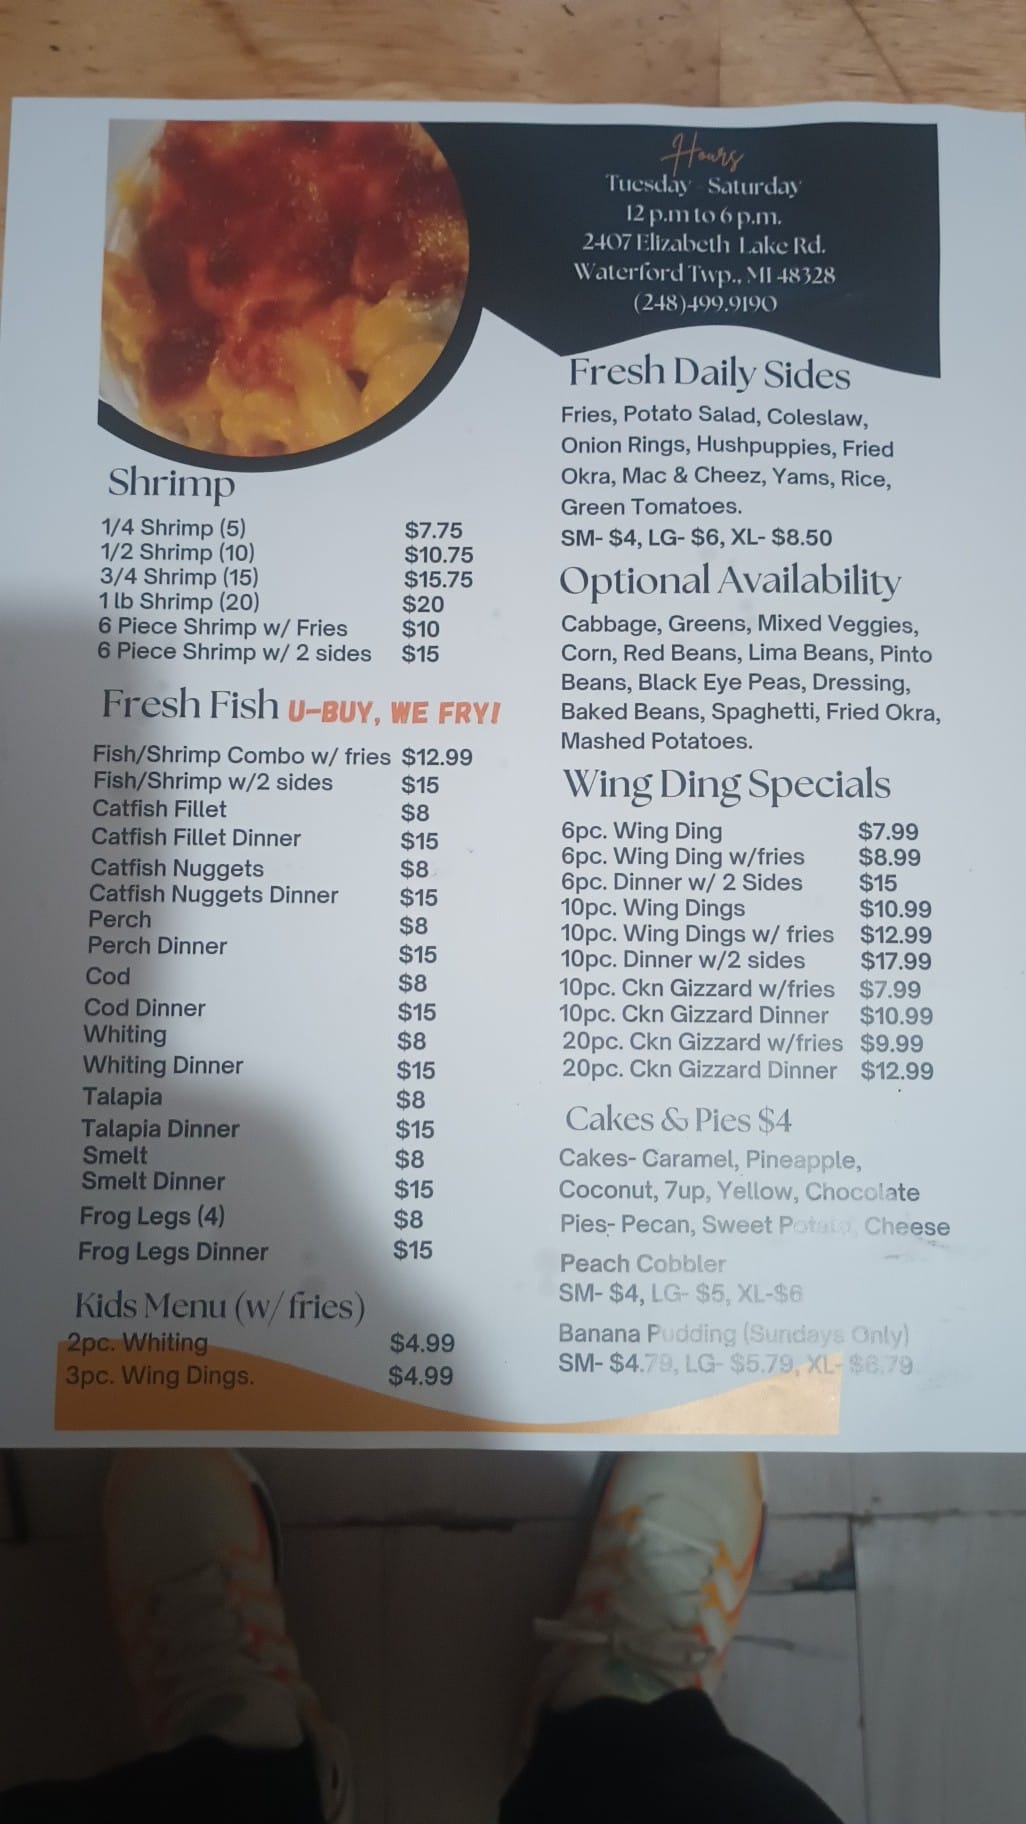 Hours
Tuesday - Saturday
12 p.m to 6 p.m.
2407 Elizabeth Lake Rd.
Waterford Twp., MI 48328
(248)499.9190
Shrimp
1/4 Shrimp (5) $7.75
1/2 Shrimp (10) $10.75
3/4 Shrimp (15) $15.75
1 lb Shrimp (20) $20
6 Piece Shrimp w/ Fries $10
6 Piece Shrimp w/ 2 sides $15
Fresh Fish U-BUY, WE FRY!
Fish/Shrimp Combo w/ fries $12.99
Fish/Shrimp w/2 sides $15
Catfish Fillet $8
Catfish Fillet Dinner $15
Catfish Nuggets $8
Catfish Nuggets Dinner $15
Perch $8
Perch Dinner $15
Cod $8
Cod Dinner $15
Whiting $8
Whiting Dinner $15
Talapia $8
Talapia Dinner $15
Smelt $8
Smelt Dinner $15
Frog Legs (4) $8
Frog Legs Dinner $15
Kids Menu (w/ fries)
2pc. Whiting $4.99
3pc. Wing Dings. $4.99
Fresh Daily Sides
Fries, Potato Salad, Coleslaw,
Onion Rings, Hushpuppies, Fried
Okra, Mac & Cheez, Yams, Rice,
Green Tomatoes.
SM- $4, LG- $6, XL- $8.50
Optional Availability
Cabbage, Greens, Mixed Veggies,
Corn, Red Beans, Lima Beans, Pinto
Beans, Black Eye Peas, Dressing,
Baked Beans, Spaghetti, Fried Okra,
Mashed Potatoes.
Wing Ding Specials
6pc. Wing Ding $7.99
6pc. Wing Ding w/fries $8.99
6pc. Dinner w/ 2 Sides $15
10pc. Wing Dings $10.99
10pc. Wing Dings w/ fries $12.99
10pc. Dinner w/2 sides $17.99
10pc. Ckn Gizzard w/fries $7.99
10pc. Ckn Gizzard Dinner $10.99
20pc. Ckn Gizzard w/fries $9.99
20pc. Ckn Gizzard Dinner $12.99
Cakes & Pies $4
Cakes- Caramel, Pineapple,
Coconut, 7up, Yellow, Chocolate
Pies- Pecan, Sweet Potato, Cheese
Peach Cobbler
SM- $4, LG- $5, XL-$6
Banana Pudding (Sundays Only)
SM- $4.79, LG- $5.79, XL- $6.79